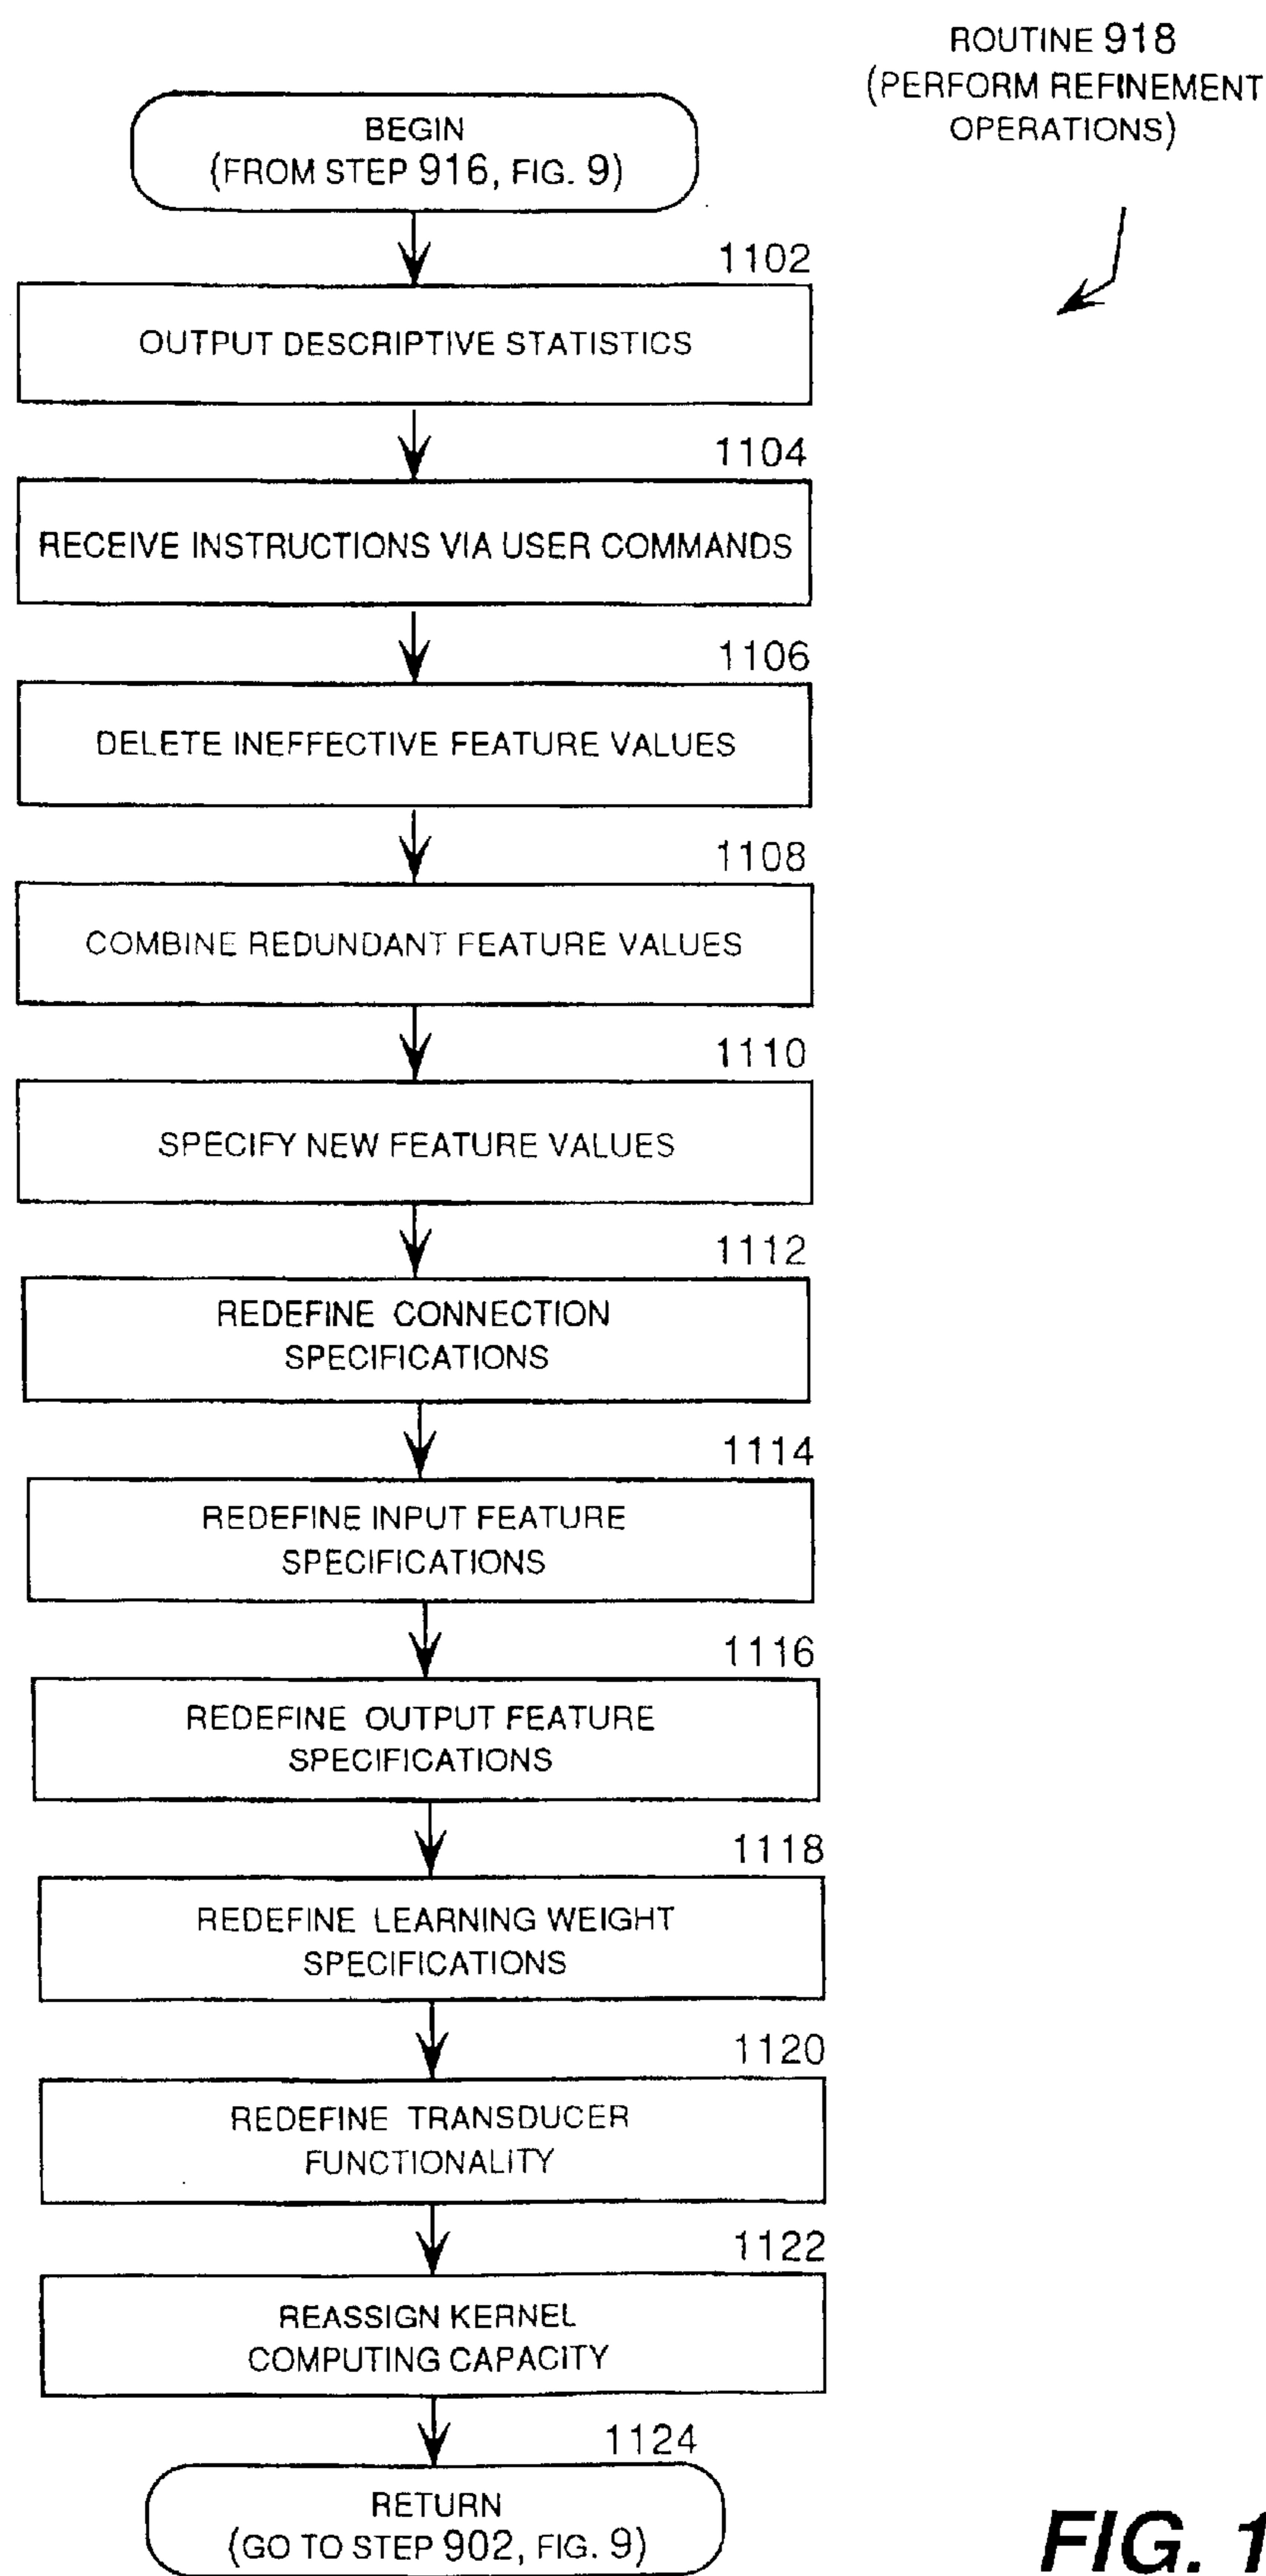 ROUTINE 918
(PERFORM REFINEMENT
OPERATIONS)
BEGIN
(FROM STEP 916, FIG. 9)
1102
OUTPUT DESCRIPTIVE STATISTICS
1104
RECEIVE INSTRUCTIONS VIA USER COMMANDS
1106
DELETE INEFFECTIVE FEATURE VALUES
1108
COMBINE REDUNDANT FEATURE VALUES
1110
SPECIFY NEW FEATURE VALUES
1112
REDEFINE CONNECTION
SPECIFICATIONS
1114
REDEFINE INPUT FEATURE
SPECIFICATIONS
1116
REDEFINE OUTPUT FEATURE
SPECIFICATIONS
1118
REDEFINE LEARNING WEIGHT
SPECIFICATIONS
1120
REDEFINE TRANSDUCER
FUNCTIONALITY
1122
REASSIGN KERNEL
COMPUTING CAPACITY
1124
RETURN
(GO TO STEP 902, FIG. 9)
FIG. 1